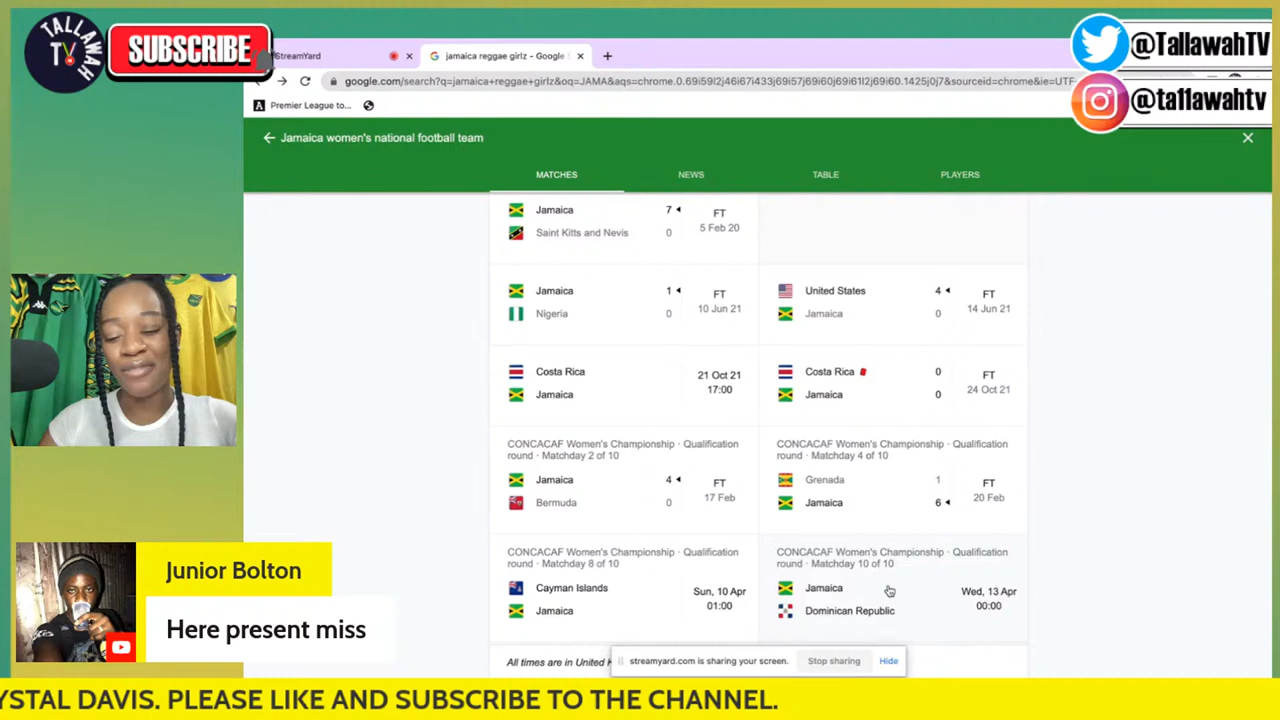 TALLAWAH
TV
SUBSCRIBE
StreamYard
jamaica reggae girlz - Google S
@TallawahTV
google.com/search?q=jamaica+reggae+girlz&oq=JAMA&aqs=chrome.0.69i59l2j46i67i433j69i57j69i60j69i61l2j69i60.1425j0j7&sourceid=chrome&ie=UTF-
@ta11awahtv
Premier League to...
Jamaica women's national football team
MATCHES
NEWS
TABLE
PLAYERS
Jamaica 7
Saint Kitts and Nevis 0
FT
5 Feb 20
Jamaica 1
Nigeria 0
FT
10 Jun 21
United States 4
Jamaica 0
FT
14 Jun 21
Costa Rica
Jamaica
21 Oct 21
17:00
Costa Rica 0
Jamaica 0
FT
24 Oct 21
CONCACAF Women's Championship · Qualification
round · Matchday 2 of 10
Jamaica 4
Bermuda 0
FT
17 Feb
CONCACAF Women's Championship · Qualification
round · Matchday 4 of 10
Grenada 1
Jamaica 6
FT
20 Feb
CONCACAF Women's Championship · Qualification
round · Matchday 8 of 10
Cayman Islands
Jamaica
Sun, 10 Apr
01:00
CONCACAF Women's Championship · Qualification
round · Matchday 10 of 10
Jamaica
Dominican Republic
Wed, 13 Apr
00:00
All times are in United
streamyard.com is sharing your screen.
Stop sharing
Hide
Junior Bolton
Here present miss
YSTAL DAVIS. PLEASE LIKE AND SUBSCRIBE TO THE CHANNEL.